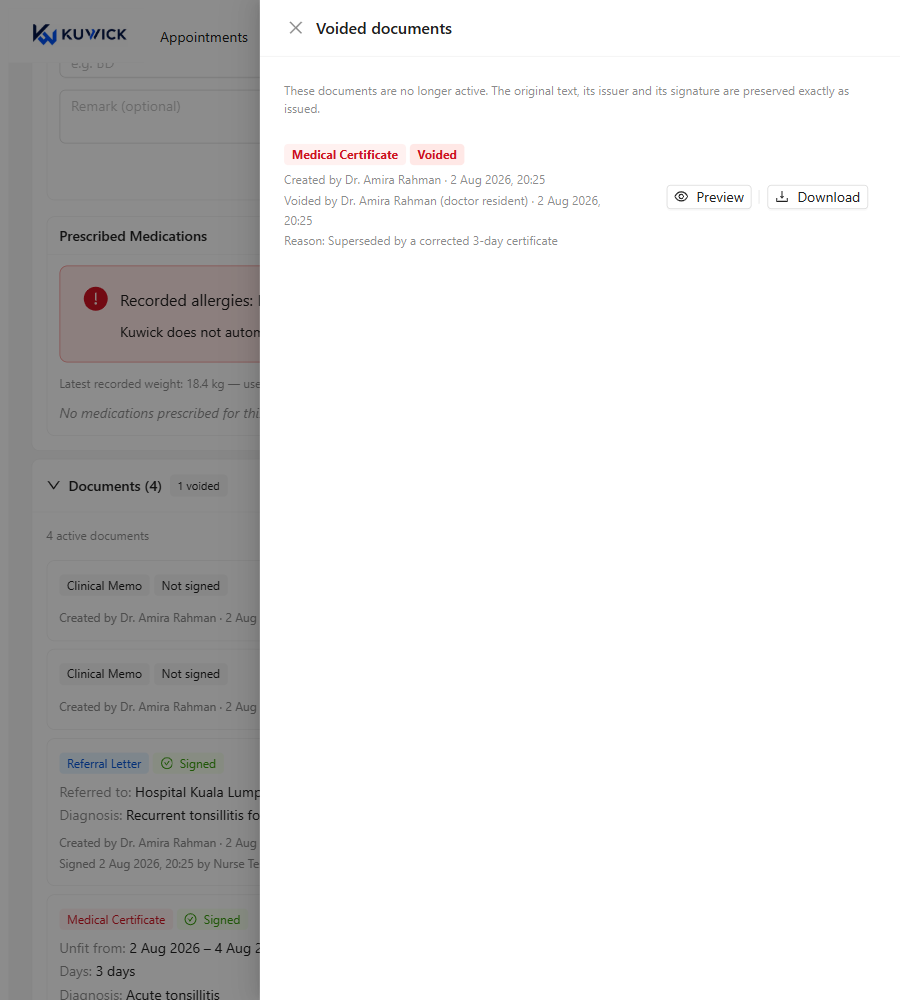 KUWICK
Appointments
e.g. BD
Remark (optional)
Prescribed Medications
Recorded allergies:
Kuwick does not autom
Latest recorded weight: 18.4 kg — use
No medications prescribed for thi
Documents (4) 1 voided
4 active documents
Clinical Memo Not signed
Created by Dr. Amira Rahman · 2 Aug
Clinical Memo Not signed
Created by Dr. Amira Rahman · 2 Aug
Referral Letter Signed
Referred to: Hospital Kuala Lump
Diagnosis: Recurrent tonsillitis fo
Created by Dr. Amira Rahman · 2 Aug
Signed 2 Aug 2026, 20:25 by Nurse Te
Medical Certificate Signed
Unfit from: 2 Aug 2026 – 4 Aug 2
Days: 3 days
Diagnosis: Acute tonsillitis
Voided documents
These documents are no longer active. The original text, its issuer and its signature are preserved exactly as
issued.
Medical Certificate Voided
Created by Dr. Amira Rahman · 2 Aug 2026, 20:25
Voided by Dr. Amira Rahman (doctor resident) · 2 Aug 2026,
20:25
Reason: Superseded by a corrected 3-day certificate
Preview Download